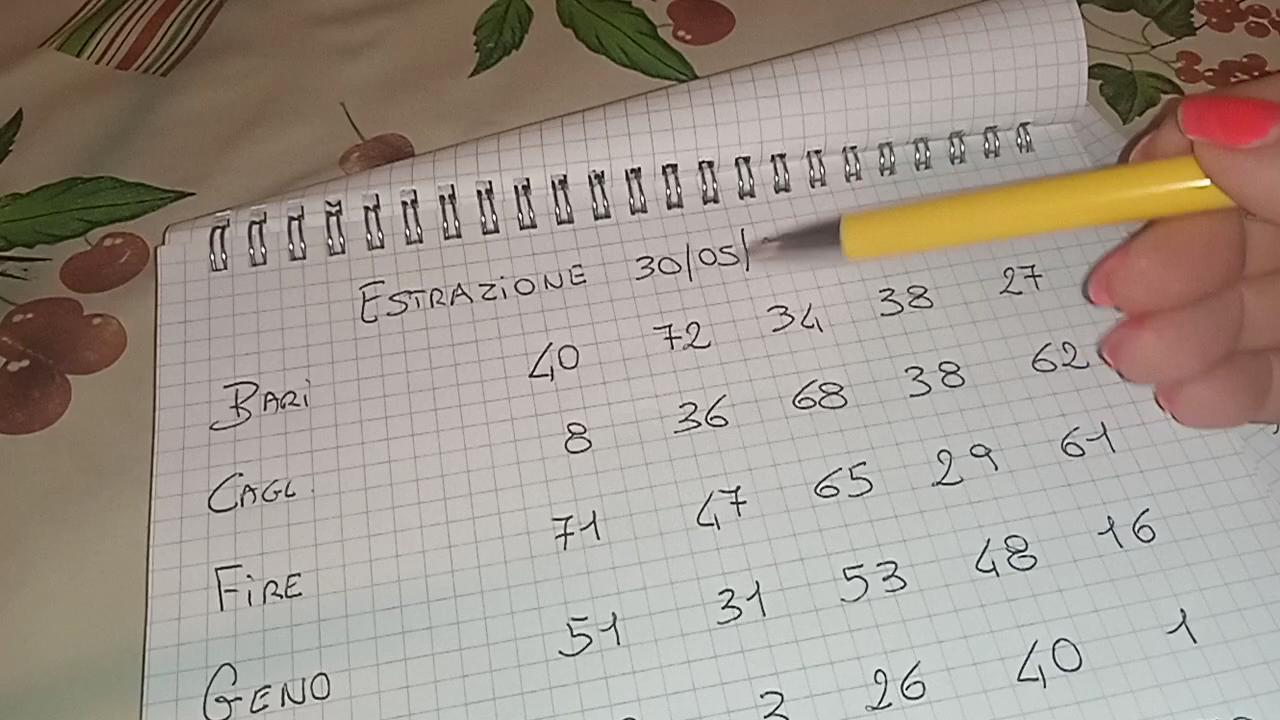 ESTRAZIONE 30/05/
BARI 40 72 34 38 27
CAGL. 8 36 68 38 62
FIRE 71 47 65 29 61
GENO 51 31 53 48 16
26 40 1